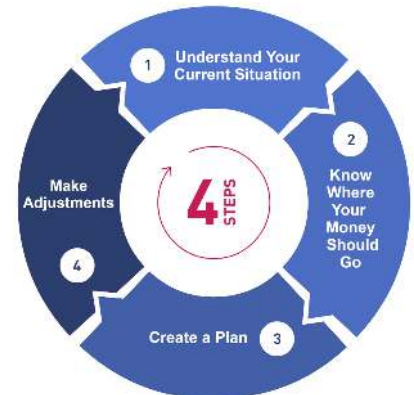 1
Understand Your
Current Situation
2
Know
Where
Your
Money
Should
Go
Create a Plan
3
Make
Adjustments
4
4
STEPS